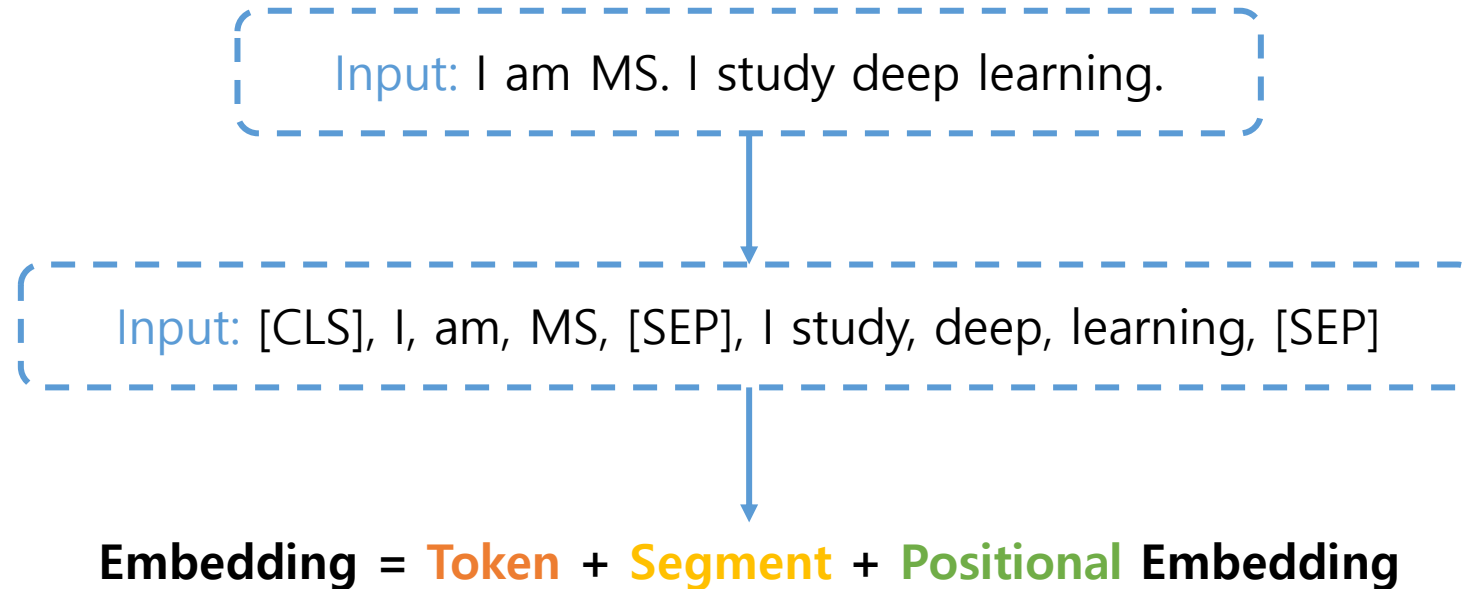 Input: I am MS. I study deep learning.
Input: [CLS], I, am, MS, [SEP], I study, deep, learning, [SEP]
Embedding = Token + Segment + Positional Embedding